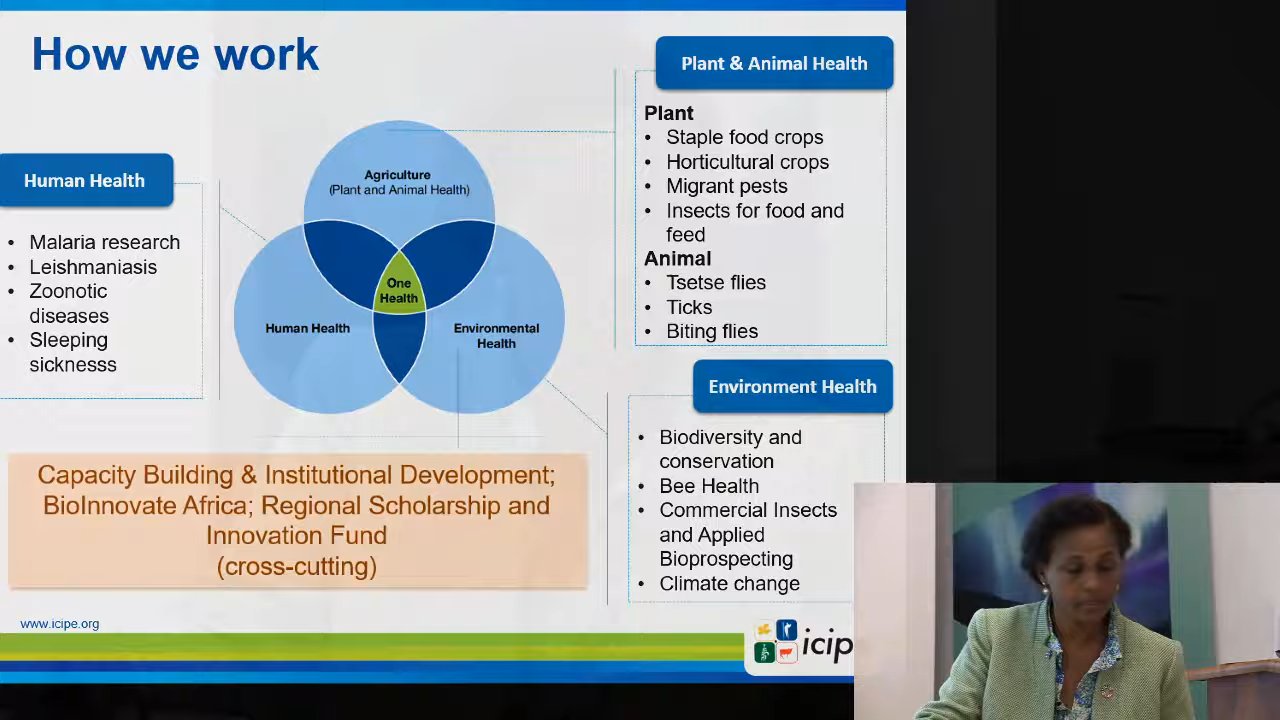 How we work
Plant & Animal Health
Plant
• Staple food crops
• Horticultural crops
• Migrant pests
• Insects for food and
feed
Animal
• Tsetse flies
• Ticks
• Biting flies
Human Health
• Malaria research
• Leishmaniasis
• Zoonotic
diseases
• Sleeping
sicknesss
Agriculture
(Plant and Animal Health)
One
Health
Human Health
Environmental
Health
Environment Health
• Biodiversity and
conservation
• Bee Health
• Commercial Insects
and Applied
Bioprospecting
• Climate change
Capacity Building & Institutional Development;
BioInnovate Africa; Regional Scholarship and
Innovation Fund
(cross-cutting)
www.icipe.org
icip